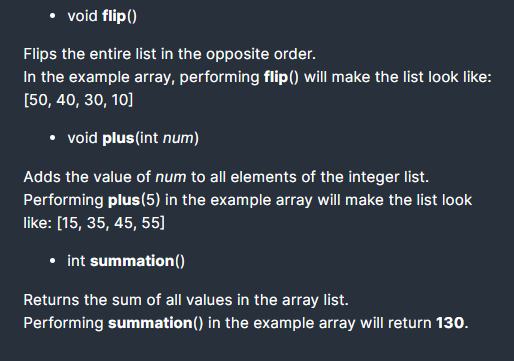 • void flip()
Flips the entire list in the opposite order.
In the example array, performing flip() will make the list look like:
[50, 40, 30, 10]
• void plus(int num)
Adds the value of num to all elements of the integer list.
Performing plus(5) in the example array will make the list look
like: [15, 35, 45, 55]
• int summation()
Returns the sum of all values in the array list.
Performing summation() in the example array will return 130.